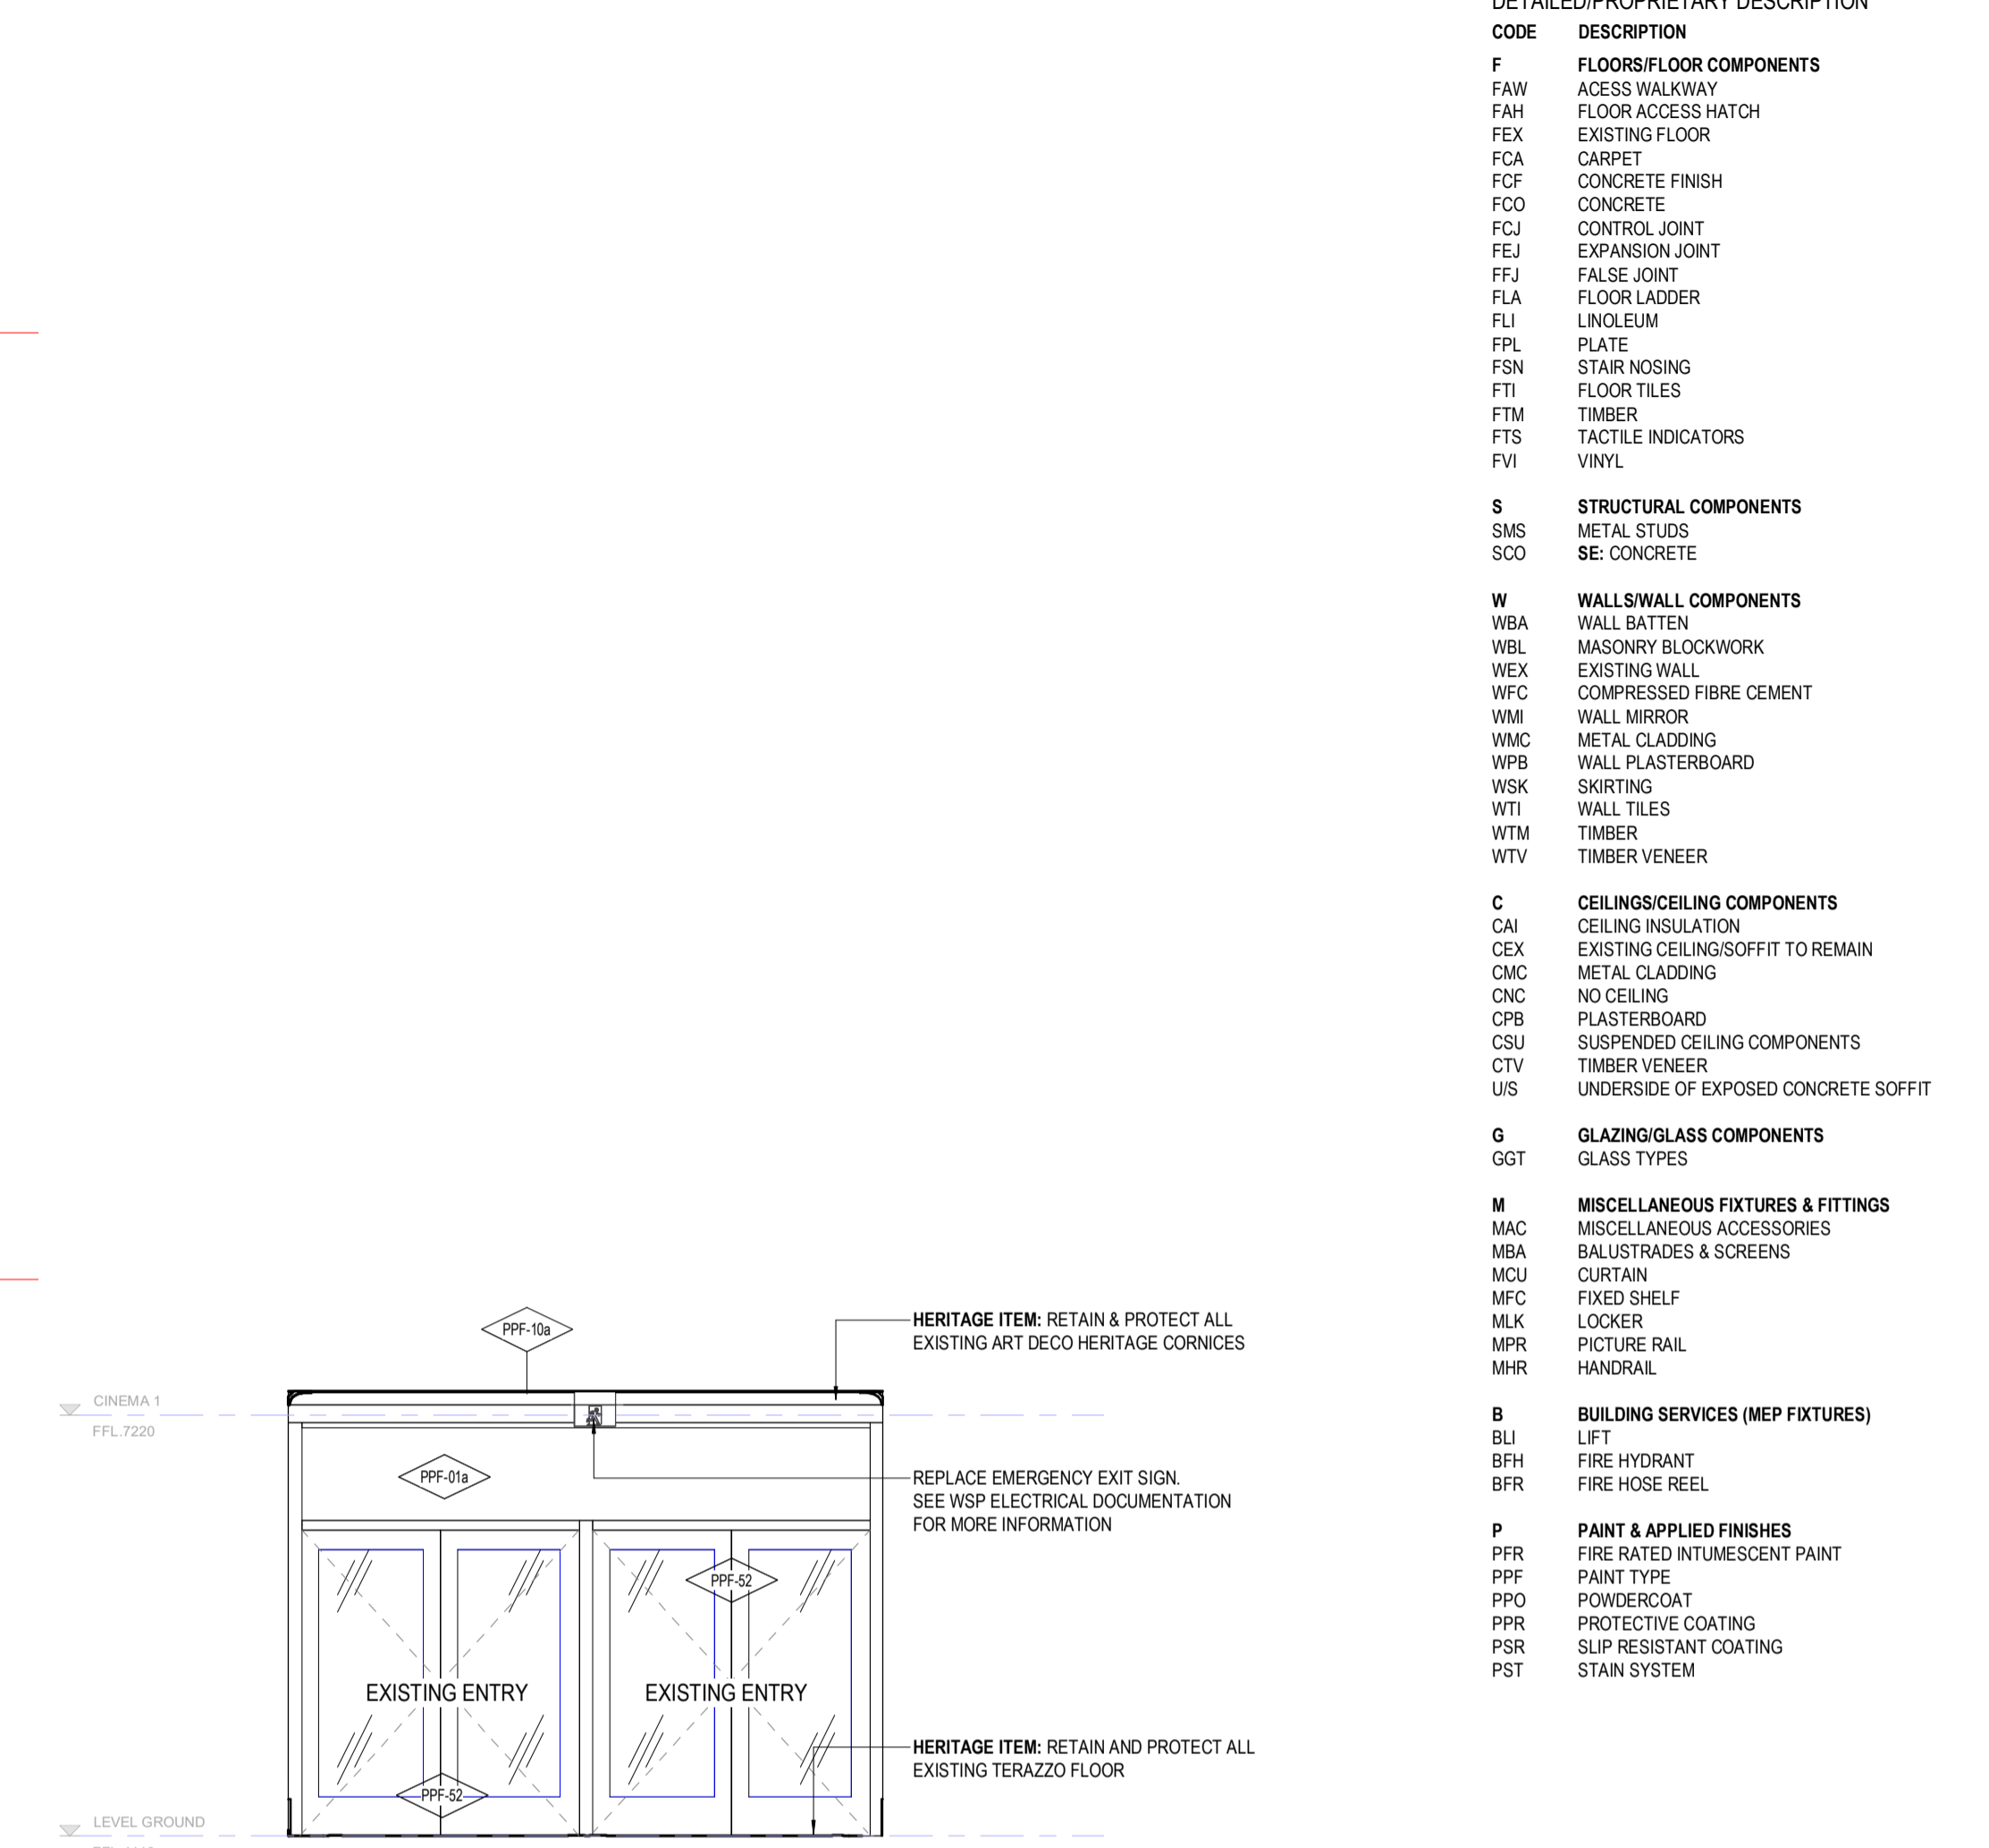 DETAILED/PROPRIETARY DESCRIPTION
CODE DESCRIPTION
F FLOORS/FLOOR COMPONENTS
FAW ACESS WALKWAY
FAH FLOOR ACCESS HATCH
FEX EXISTING FLOOR
FCA CARPET
FCF CONCRETE FINISH
FCO CONCRETE
FCJ CONTROL JOINT
FEJ EXPANSION JOINT
FFJ FALSE JOINT
FLA FLOOR LADDER
FLI LINOLEUM
FPL PLATE
FSN STAIR NOSING
FTI FLOOR TILES
FTM TIMBER
FTS TACTILE INDICATORS
FVI VINYL
S STRUCTURAL COMPONENTS
SMS METAL STUDS
SCO SE: CONCRETE
W WALLS/WALL COMPONENTS
WBA WALL BATTEN
WBL MASONRY BLOCKWORK
WEX EXISTING WALL
WFC COMPRESSED FIBRE CEMENT
WMI WALL MIRROR
WMC METAL CLADDING
WPB WALL PLASTERBOARD
WSK SKIRTING
WTI WALL TILES
WTM TIMBER
WTV TIMBER VENEER
C CEILINGS/CEILING COMPONENTS
CAI CEILING INSULATION
CEX EXISTING CEILING/SOFFIT TO REMAIN
CMC METAL CLADDING
CNC NO CEILING
CPB PLASTERBOARD
CSU SUSPENDED CEILING COMPONENTS
CTV TIMBER VENEER
U/S UNDERSIDE OF EXPOSED CONCRETE SOFFIT
G GLAZING/GLASS COMPONENTS
GGT GLASS TYPES
M MISCELLANEOUS FIXTURES & FITTINGS
MAC MISCELLANEOUS ACCESSORIES
MBA BALUSTRADES & SCREENS
MCU CURTAIN
MFC FIXED SHELF
MLK LOCKER
MPR PICTURE RAIL
MHR HANDRAIL
B BUILDING SERVICES (MEP FIXTURES)
BLI LIFT
BFH FIRE HYDRANT
BFR FIRE HOSE REEL
P PAINT & APPLIED FINISHES
PFR FIRE RATED INTUMESCENT PAINT
PPF PAINT TYPE
PPO POWDERCOAT
PPR PROTECTIVE COATING
PSR SLIP RESISTANT COATING
PST STAIN SYSTEM
PPF-10a
HERITAGE ITEM: RETAIN & PROTECT ALL
EXISTING ART DECO HERITAGE CORNICES
CINEMA 1
FFL.7220
PPF-01a
REPLACE EMERGENCY EXIT SIGN.
SEE WSP ELECTRICAL DOCUMENTATION
FOR MORE INFORMATION
PPF-52
EXISTING ENTRY
EXISTING ENTRY
HERITAGE ITEM: RETAIN AND PROTECT ALL
EXISTING TERAZZO FLOOR
PPF-52
LEVEL GROUND